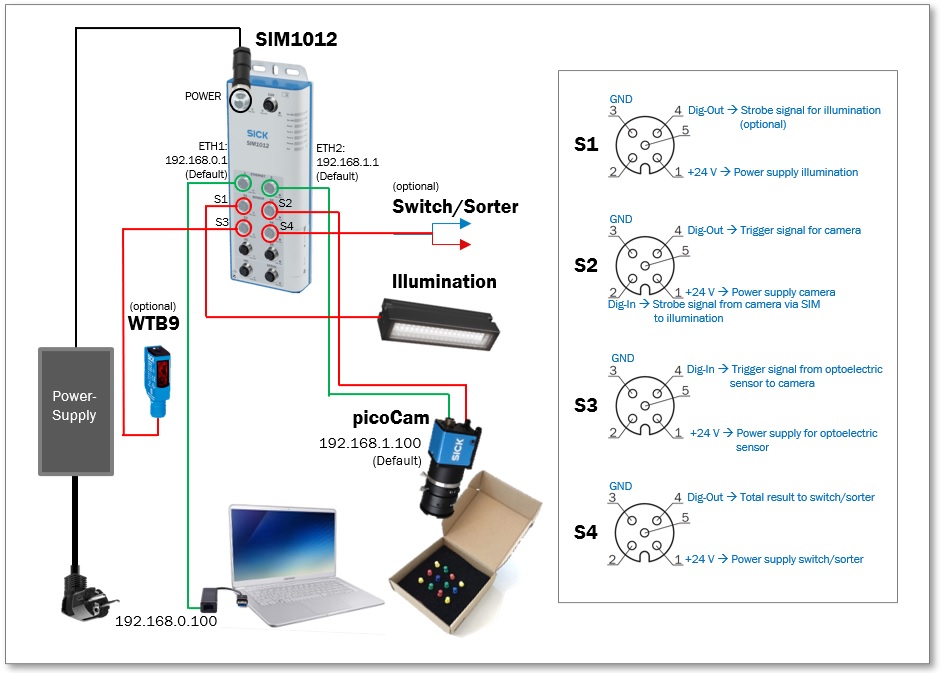 SIM1012
POWER
SICK
SIM1012
ETH1:
192.168.0.1
(Default)
ETH2:
192.168.1.1
(Default)
S1
S2
S3
S4
(optional)
Switch/Sorter
Illumination
(optional)
WTB9
Power-
Supply
picoCam
192.168.1.100
(Default)
SICK
192.168.0.100
S1
GND
3
4 Dig-Out → Strobe signal for illumination
(optional)
5
2
1 +24 V → Power supply illumination
S2
GND
3
4 Dig-Out → Trigger signal for camera
5
2
1 +24 V → Power supply camera
Dig-In → Strobe signal from camera via SIM
to illumination
S3
GND
3
4 Dig-In → Trigger signal from optoelectric
sensor to camera
5
2
1 +24 V → Power supply for optoelectric
sensor
S4
GND
3
4 Dig-Out → Total result to switch/sorter
5
2
1 +24 V → Power supply switch/sorter